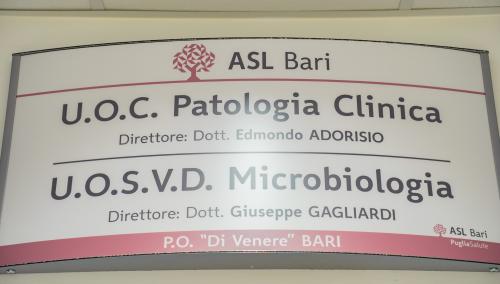 ASL Bari
U.O.C. Patologia Clinica
Direttore: Dott. Edmondo ADORISIO
U.O.S.V.D. Microbiologia
Direttore: Dott. Giuseppe GAGLIARDI
ASL Bari
PugliaSalute
P.O. "Di Venere" BARI